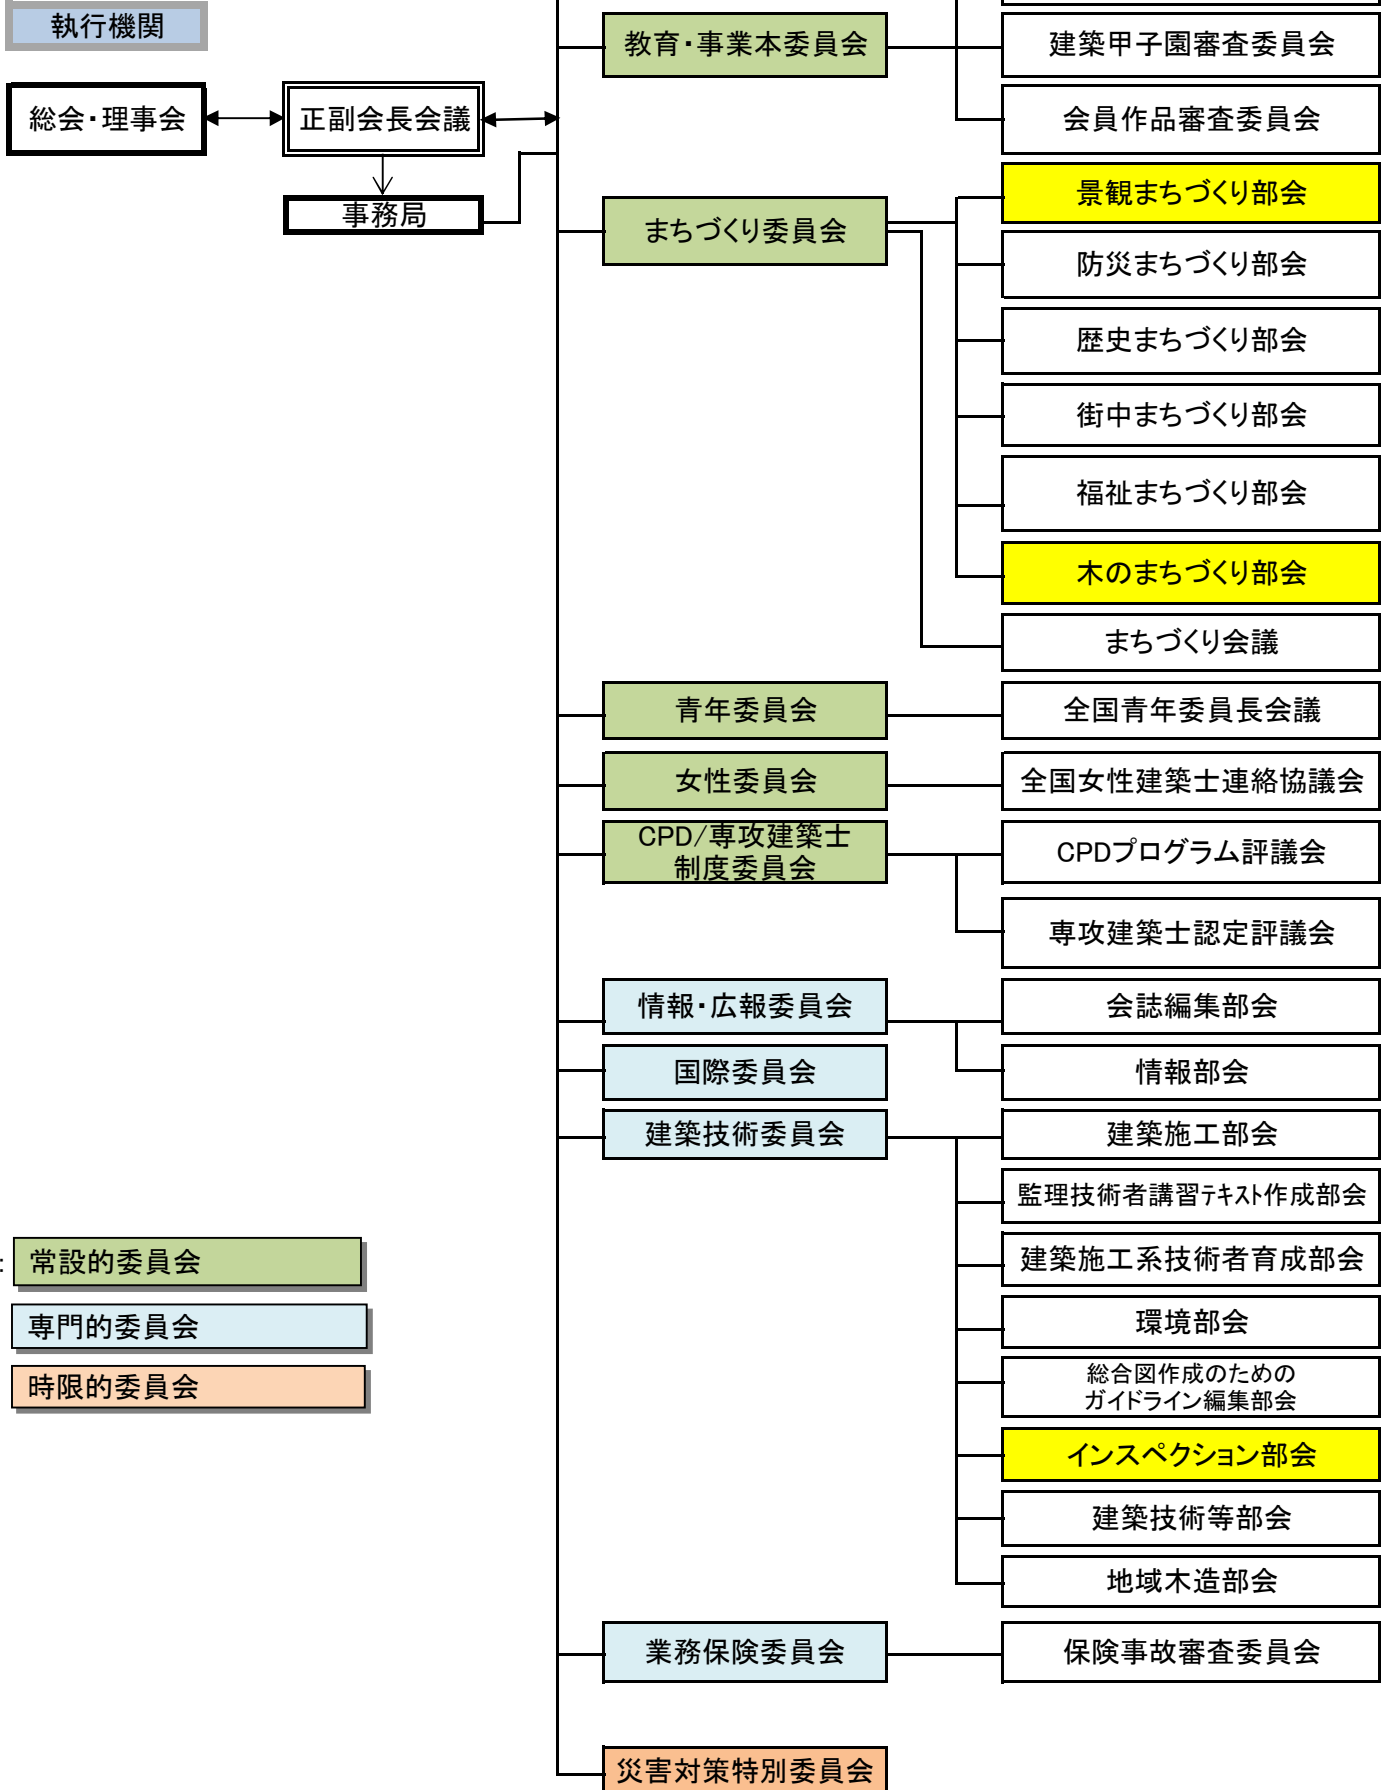 執行機関
総会・理事会
正副会長会議
事務局
教育・事業本委員会
建築甲子園審査委員会
会員作品審査委員会
まちづくり委員会
景観まちづくり部会
防災まちづくり部会
歴史まちづくり部会
街中まちづくり部会
福祉まちづくり部会
木のまちづくり部会
まちづくり会議
青年委員会
全国青年委員長会議
女性委員会
全国女性建築士連絡協議会
CPD/専攻建築士
制度委員会
CPDプログラム評議会
専攻建築士認定評議会
情報・広報委員会
会誌編集部会
情報部会
国際委員会
建築技術委員会
建築施工部会
監理技術者講習ﾃｷｽﾄ作成部会
建築施工系技術者育成部会
環境部会
総合図作成のための
ガイドライン編集部会
インスペクション部会
建築技術等部会
地域木造部会
業務保険委員会
保険事故審査委員会
災害対策特別委員会
: 常設的委員会
専門的委員会
時限的委員会